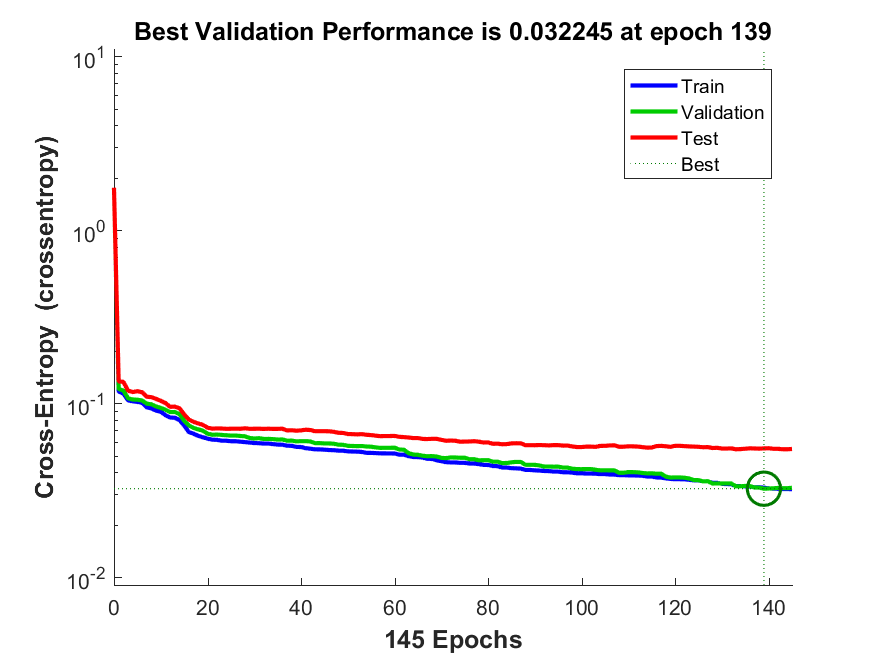 Best Validation Performance is 0.032245 at epoch 139
Cross-Entropy (crossentropy)
10^1
10^0
10^-1
10^-2
Train
Validation
Test
Best
0 20 40 60 80 100 120 140
145 Epochs